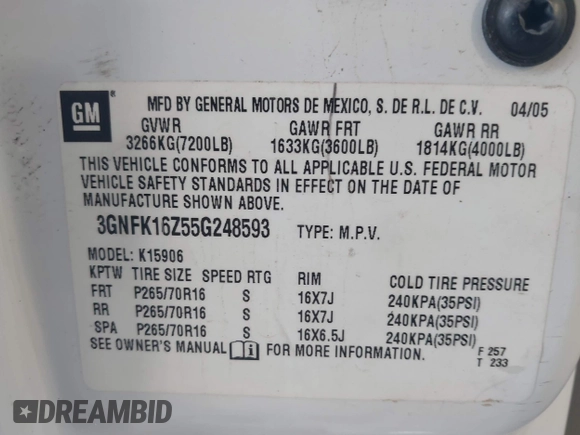 GM ® MFD BY GENERAL MOTORS DE MEXICO, S. DE R.L. DE C.V. 04/05
GVWR GAWR FRT GAWR RR
3266KG(7200LB) 1633KG(3600LB) 1814KG(4000LB)
THIS VEHICLE CONFORMS TO ALL APPLICABLE U.S. FEDERAL MOTOR
VEHICLE SAFETY STANDARDS IN EFFECT ON THE DATE OF
MANUFACTURE SHOWN ABOVE.
3GNFK16Z55G248593 TYPE: M.P.V.
MODEL: K15906
KPTW TIRE SIZE SPEED RTG RIM COLD TIRE PRESSURE
FRT P265/70R16 S 16X7J 240KPA(35PSI)
RR P265/70R16 S 16X7J 240KPA(35PSI)
SPA P265/70R16 S 16X6.5J 240KPA(35PSI)
SEE OWNER'S MANUAL i FOR MORE INFORMATION. F 257
T 233
DREAMBID